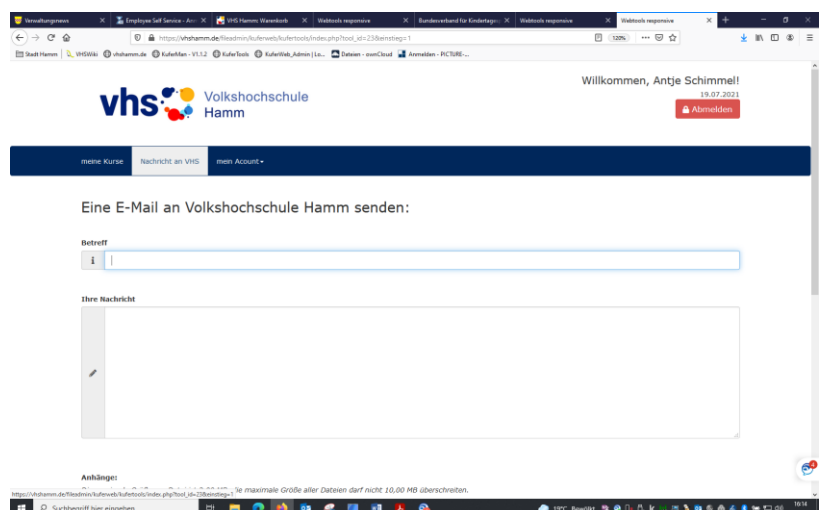 Verwaltungsnews
Employee Self Service - Ann
VHS Hamm: Warenkorb
Webtools responsive
Bundesverband für Kindertages
Webtools responsive
Webtools responsive
https://vhshamm.de/fileadmin/kuferweb/kufertools/index.php?tool_id=23&einstieg=1
120%
Stadt Hamm
VHSWiki
vhshamm.de
KuferMan - V1.1.2
KuferTools
KuferWeb_Admin | Lo...
Dateien - ownCloud
Anmelden - PICTURE-...
Willkommen, Antje Schimmel!
19.07.2021
Abmelden
vhs
Volkshochschule
Hamm
meine Kurse
Nachricht an VHS
mein Acount
Eine E-Mail an Volkshochschule Hamm senden:
Betreff
Ihre Nachricht
Anhänge:
ie maximale Größe aller Dateien darf nicht 10,00 MB überschreiten.
https://vhshamm.de/fileadmin/kuferweb/kufertools/index.php?tool_id=23&einstieg=1
Suchbegriff hier eingeben
19°C Bewölkt
16:14